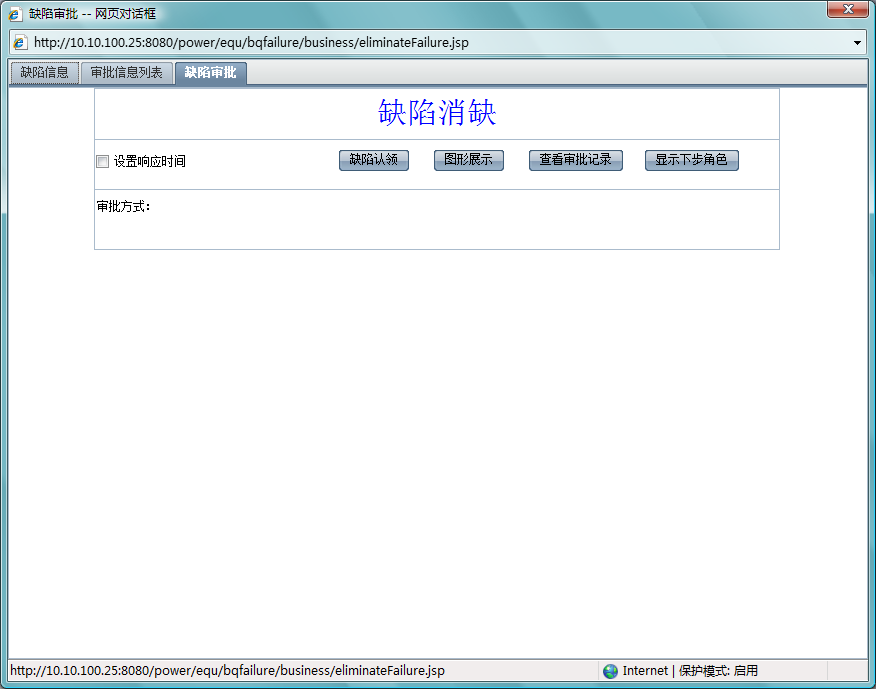 缺陷审批 -- 网页对话框
http://10.10.100.25:8080/power/equ/bqfailure/business/eliminateFailure.jsp
缺陷信息 审批信息列表 缺陷审批
缺陷消缺
设置响应时间 缺陷认领 图形展示 查看审批记录 显示下步角色
审批方式：
http://10.10.100.25:8080/power/equ/bqfailure/business/eliminateFailure.jsp Internet | 保护模式: 启用